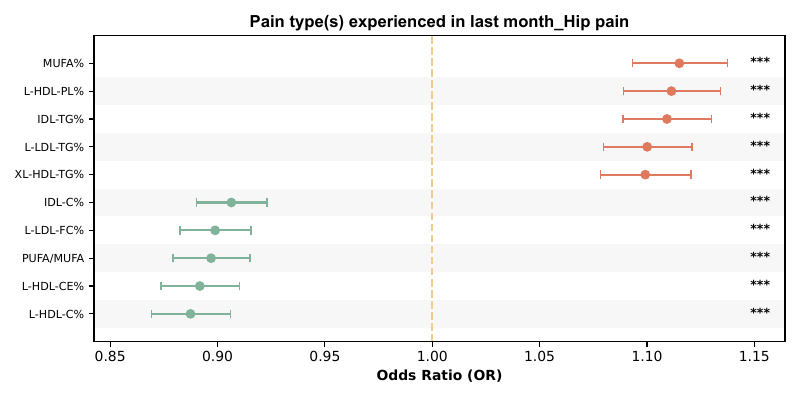 Pain type(s) experienced in last month_Hip pain
MUFA% ***
L-HDL-PL% ***
IDL-TG% ***
L-LDL-TG% ***
XL-HDL-TG% ***
IDL-C% ***
L-LDL-FC% ***
PUFA/MUFA ***
L-HDL-CE% ***
L-HDL-C% ***
0.85 0.90 0.95 1.00 1.05 1.10 1.15
Odds Ratio (OR)